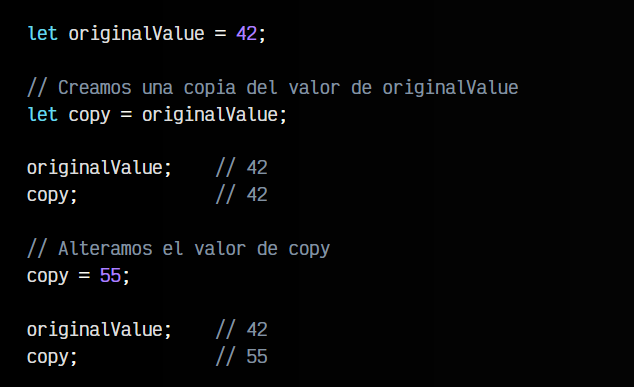 let originalValue = 42;
// Creamos una copia del valor de originalValue
let copy = originalValue;
originalValue;    // 42
copy;             // 42
// Alteramos el valor de copy
copy = 55;
originalValue;    // 42
copy;             // 55